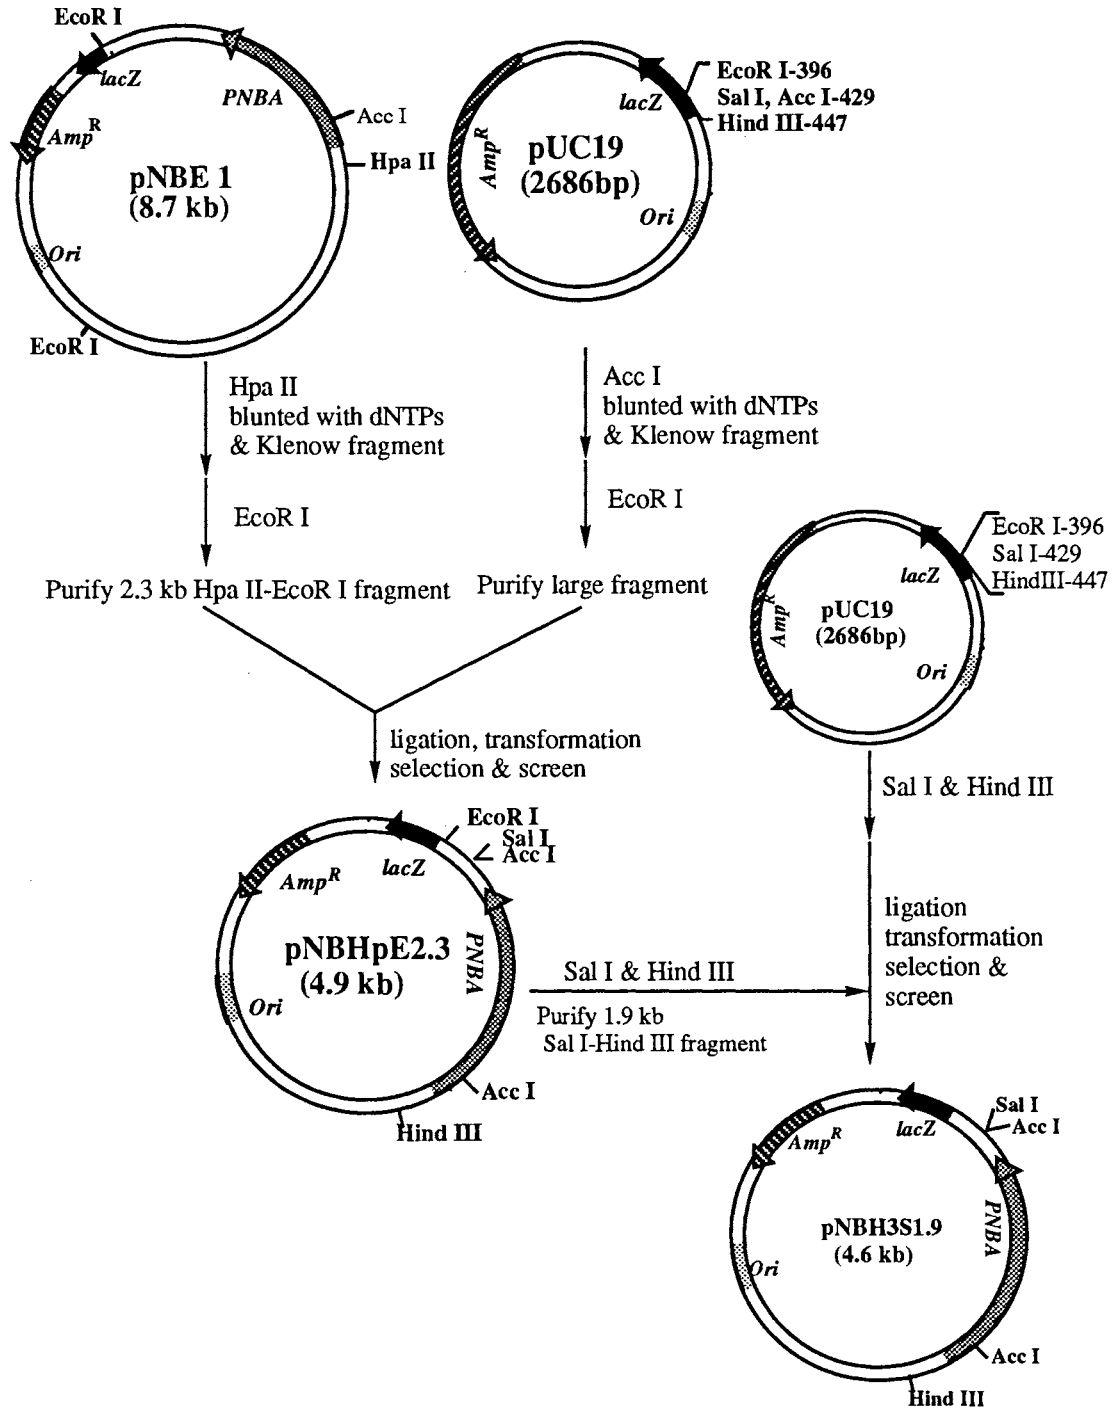 EcoR I
lacZ
PNBA
Acc I
Amp^R
Hpa II
pNBE 1
(8.7 kb)
Ori
EcoR I
EcoR I-396
Sal I, Acc I-429
Hind III-447
lacZ
Amp^R
pUC19
(2686bp)
Ori
Hpa II
blunted with dNTPs
& Klenow fragment
EcoR I
Purify 2.3 kb Hpa II-EcoR I fragment
Acc I
blunted with dNTPs
& Klenow fragment
EcoR I
Purify large fragment
EcoR I-396
Sal I-429
HindIII-447
lacZ
Amp^R
pUC19
(2686bp)
Ori
ligation, transformation
selection & screen
Sal I & Hind III
EcoR I
Sal I
Acc I
lacZ
Amp^R
PNBA
pNBHpE2.3
(4.9 kb)
Ori
Acc I
Hind III
Sal I & Hind III
Purify 1.9 kb
Sal I-Hind III fragment
ligation
transformation
selection &
screen
Sal I
Acc I
lacZ
Amp^R
PNBA
pNBH3S1.9
(4.6 kb)
Ori
Acc I
Hind III